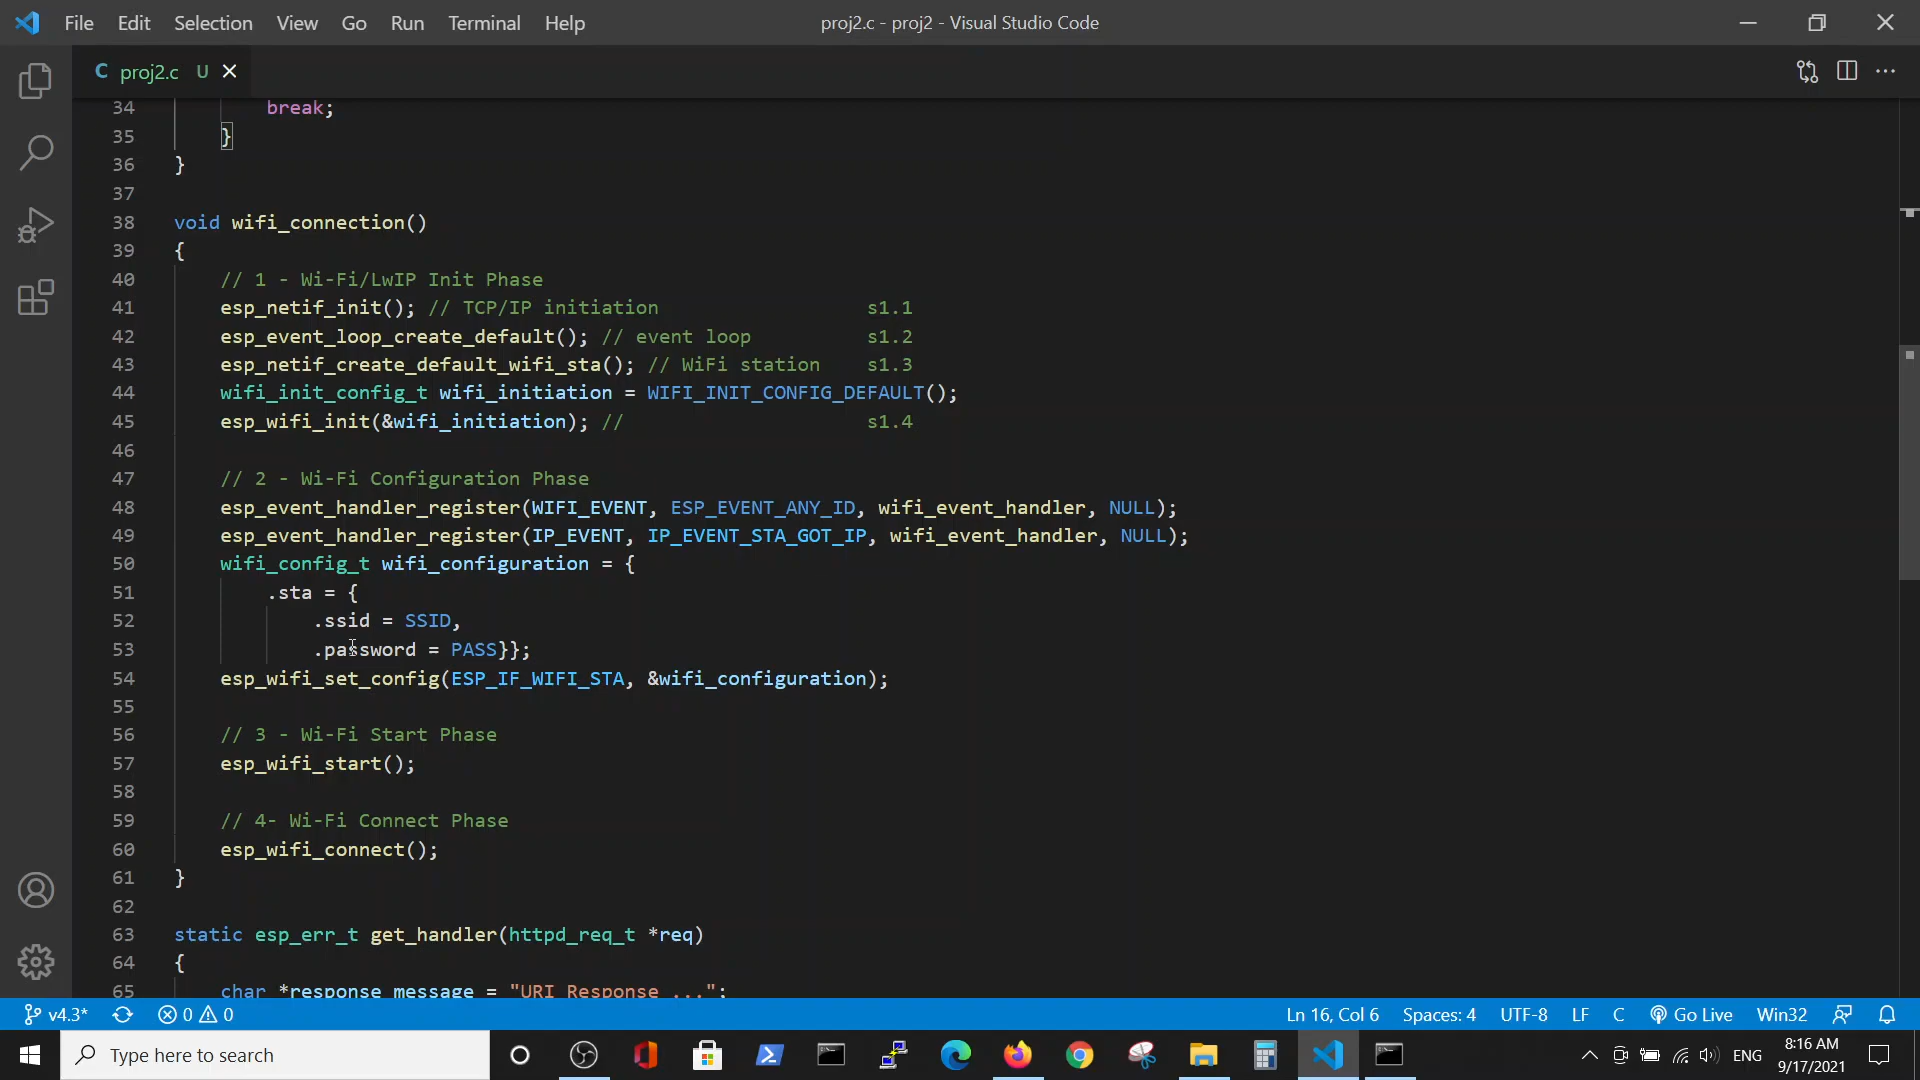 File Edit Selection View Go Run Terminal Help proj2.c - proj2 - Visual Studio Code
C proj2.c U
34 break;
35 }
36 }
37
38 void wifi_connection()
39 {
40 // 1 - Wi-Fi/LwIP Init Phase
41 esp_netif_init(); // TCP/IP initiation s1.1
42 esp_event_loop_create_default(); // event loop s1.2
43 esp_netif_create_default_wifi_sta(); // WiFi station s1.3
44 wifi_init_config_t wifi_initiation = WIFI_INIT_CONFIG_DEFAULT();
45 esp_wifi_init(&wifi_initiation); // s1.4
46
47 // 2 - Wi-Fi Configuration Phase
48 esp_event_handler_register(WIFI_EVENT, ESP_EVENT_ANY_ID, wifi_event_handler, NULL);
49 esp_event_handler_register(IP_EVENT, IP_EVENT_STA_GOT_IP, wifi_event_handler, NULL);
50 wifi_config_t wifi_configuration = {
51 .sta = {
52 .ssid = SSID,
53 .password = PASS}};
54 esp_wifi_set_config(ESP_IF_WIFI_STA, &wifi_configuration);
55
56 // 3 - Wi-Fi Start Phase
57 esp_wifi_start();
58
59 // 4- Wi-Fi Connect Phase
60 esp_wifi_connect();
61 }
62
63 static esp_err_t get_handler(httpd_req_t *req)
64 {
65 char *response_message = "URI Response ...";
v4.3* 0 0 Ln 16, Col 6 Spaces: 4 UTF-8 LF C Go Live Win32
Type here to search ENG 8:16 AM
9/17/2021